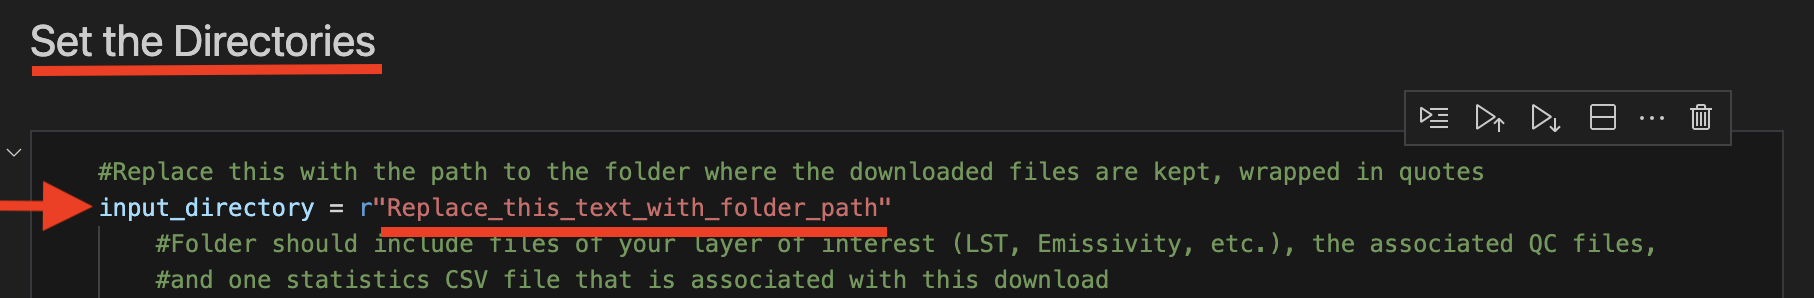 Set the Directories
#Replace this with the path to the folder where the downloaded files are kept, wrapped in quotes
input_directory = r"Replace_this_text_with_folder_path"
#Folder should include files of your layer of interest (LST, Emissivity, etc.), the associated QC files,
#and one statistics CSV file that is associated with this download